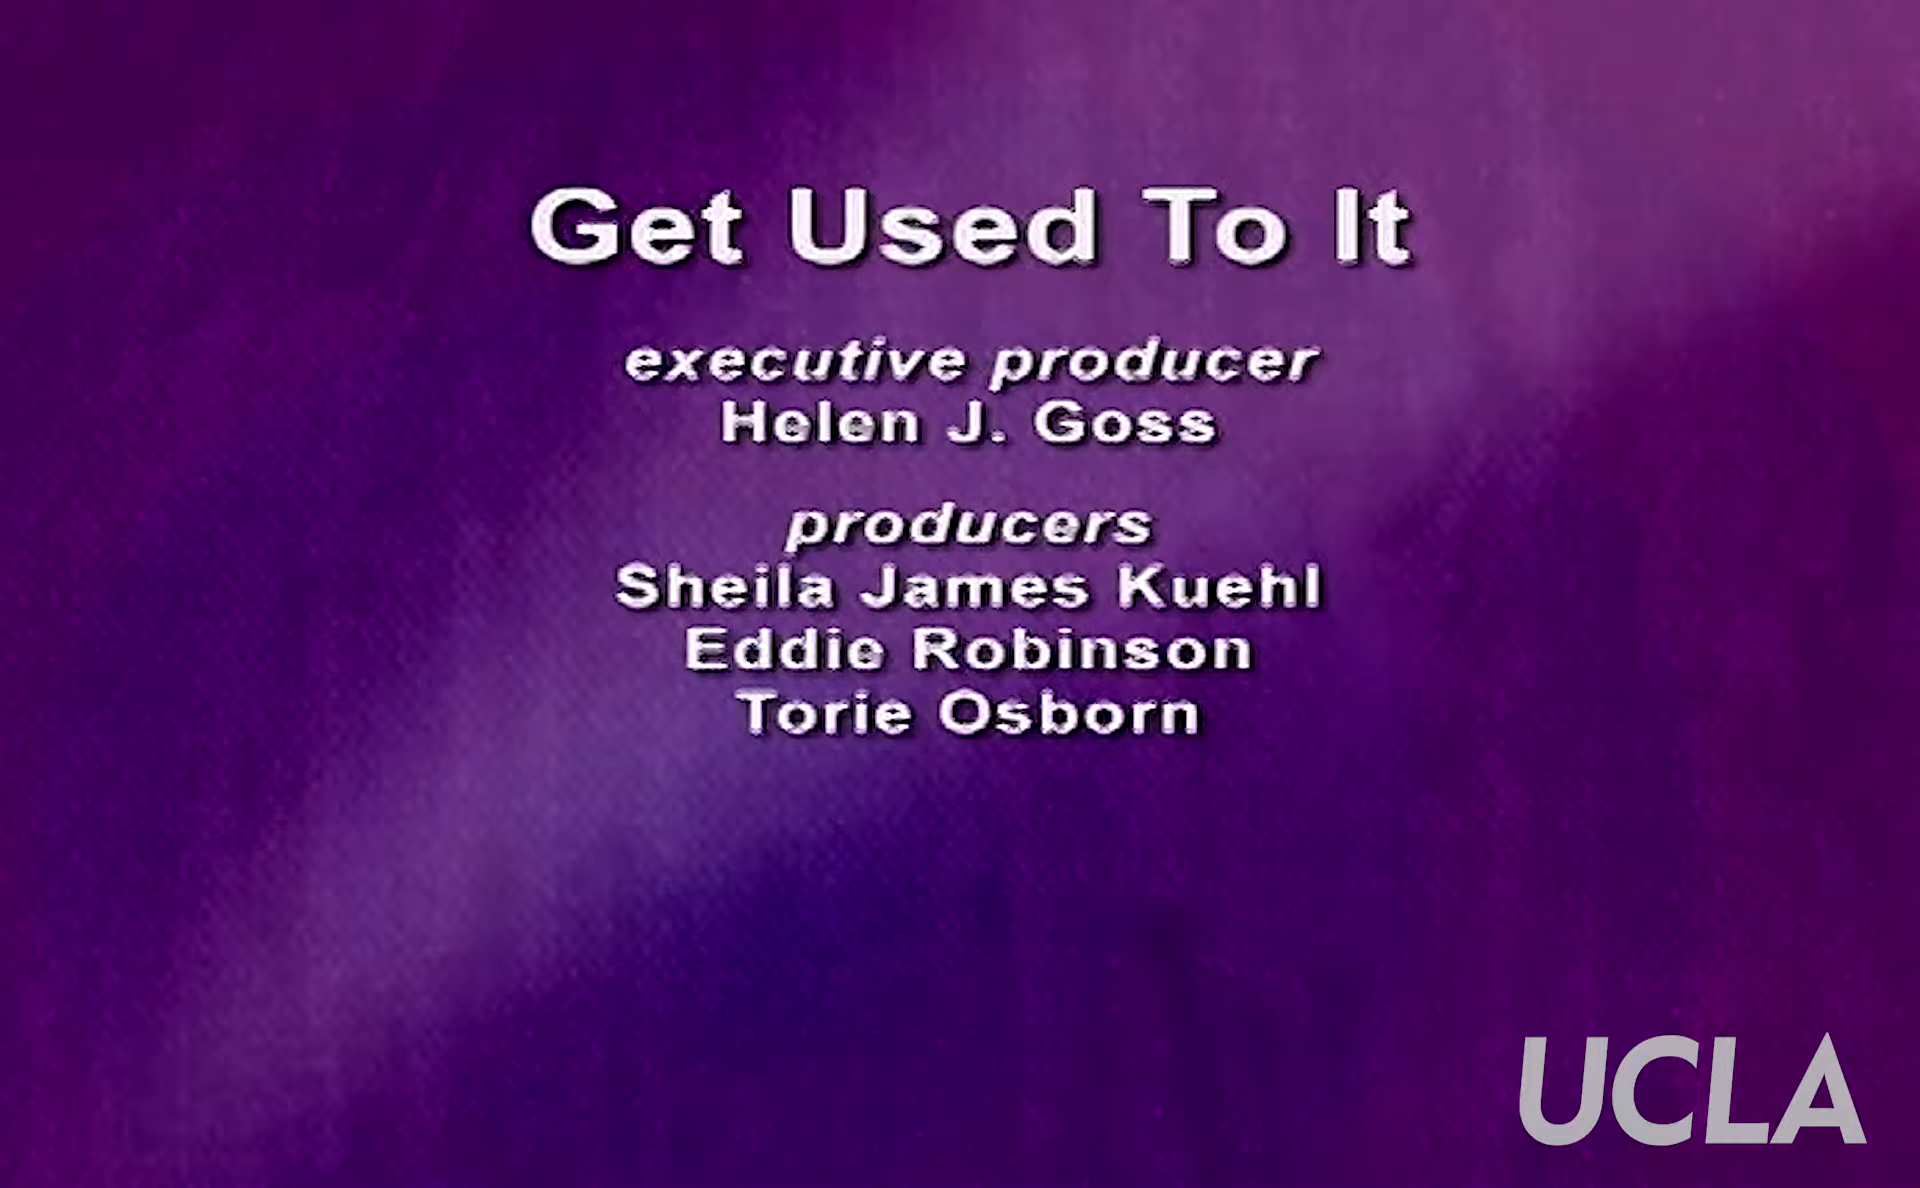 Get Used To It
executive producer
Helen J. Goss
producers
Sheila James Kuehl
Eddie Robinson
Torie Osborn
UCLA